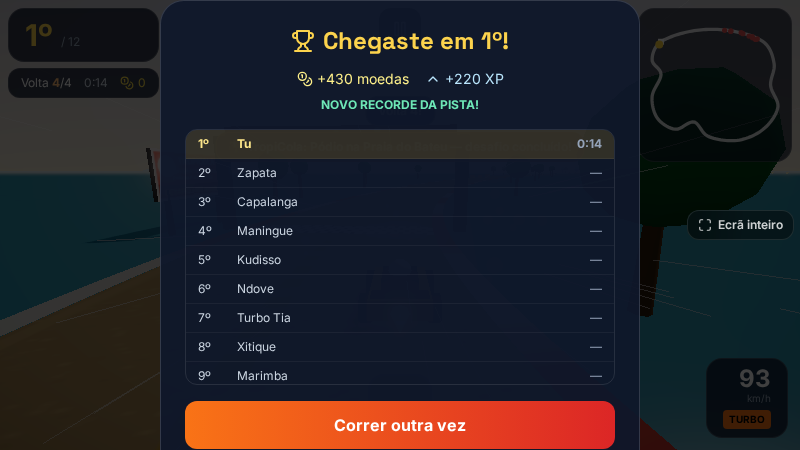 1º / 12
Volta 4/4 0:14 0
Chegaste em 1º!
+430 moedas +220 XP
NOVO RECORDE DA PISTA!
1º Tu 0:14
2º Zapata —
3º Capalanga —
4º Maningue —
5º Kudisso —
6º Ndove —
7º Turbo Tia —
8º Xitique —
9º Marimba —
Correr outra vez
Ecrã inteiro
93
km/h
TURBO